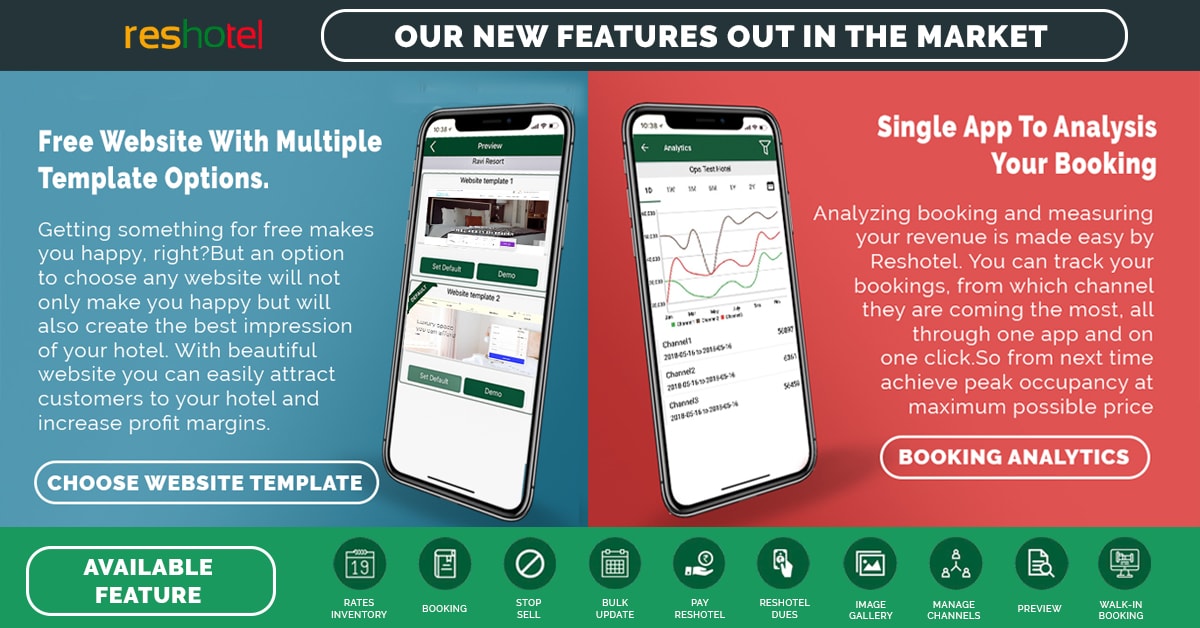 reshotel
OUR NEW FEATURES OUT IN THE MARKET
Free Website With Multiple
Template Options.
Getting something for free makes
you happy, right?But an option
to choose any website will not
only make you happy but will
also create the best impression
of your hotel. With beautiful
website you can easily attract
customers to your hotel and
increase profit margins.
CHOOSE WEBSITE TEMPLATE
10:38
Preview
Ravi Resort
Website template 1
Set Default
Demo
DEFAULT
Website template 2
Set Default
Demo
10:38
Analytics
Ops Test Hotel
1D 1W 1M 6M 1Y 2Y
Channel1 Channel2 Channel3
Channel1
2018-05-16 to 2018-05-16
Channel2
2018-05-16 to 2018-05-16
6361
Channel3
2018-05-16 to 2018-05-16
Single App To Analysis
Your Booking
Analyzing booking and measuring
your revenue is made easy by
Reshotel. You can track your
bookings, from which channel
they are coming the most, all
through one app and on
one click.So from next time
achieve peak occupancy at
maximum possible price
BOOKING ANALYTICS
AVAILABLE
FEATURE
19
RATES
INVENTORY
BOOKING
STOP
SELL
BULK
UPDATE
PAY
RESHOTEL
RESHOTEL
DUES
IMAGE
GALLERY
MANAGE
CHANNELS
PREVIEW
WALK-IN
BOOKING